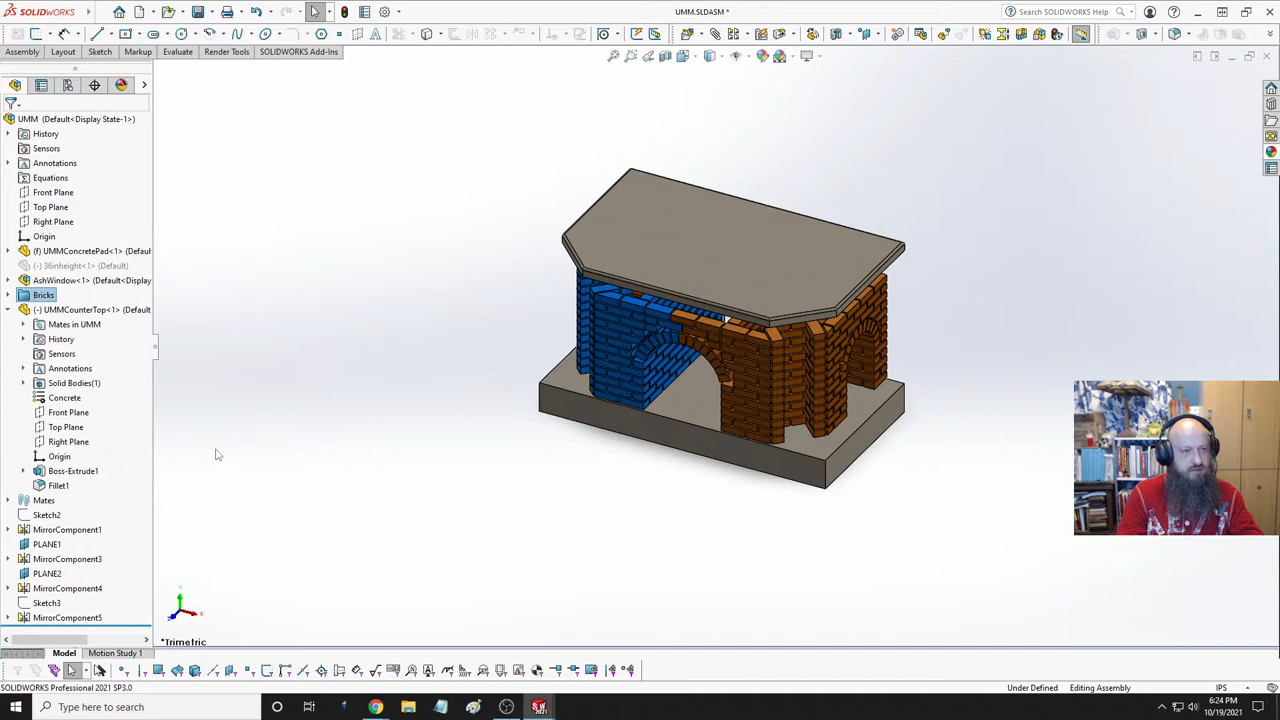 SOLIDWORKS
UMM.SLDASM *
Search SOLIDWORKS Help
Assembly
Layout
Sketch
Markup
Evaluate
Render Tools
SOLIDWORKS Add-Ins
UMM (Default<Display State-1>)
History
Sensors
Annotations
Equations
Front Plane
Top Plane
Right Plane
Origin
(f) UMMConcretePad<1> (Default
(-) 36inheight<1> (Default)
AshWindow<1> (Default<Display
Bricks
(-) UMMCounterTop<1> (Default
Mates in UMM
History
Sensors
Annotations
Solid Bodies(1)
Concrete
Front Plane
Top Plane
Right Plane
Origin
Boss-Extrude1
Fillet1
Mates
Sketch2
MirrorComponent1
PLANE1
MirrorComponent3
PLANE2
MirrorComponent4
Sketch3
MirrorComponent5
*Trimetric
Model
Motion Study 1
SOLIDWORKS Professional 2021 SP3.0
Under Defined
Editing Assembly
IPS
Type here to search
6:24 PM
10/19/2021